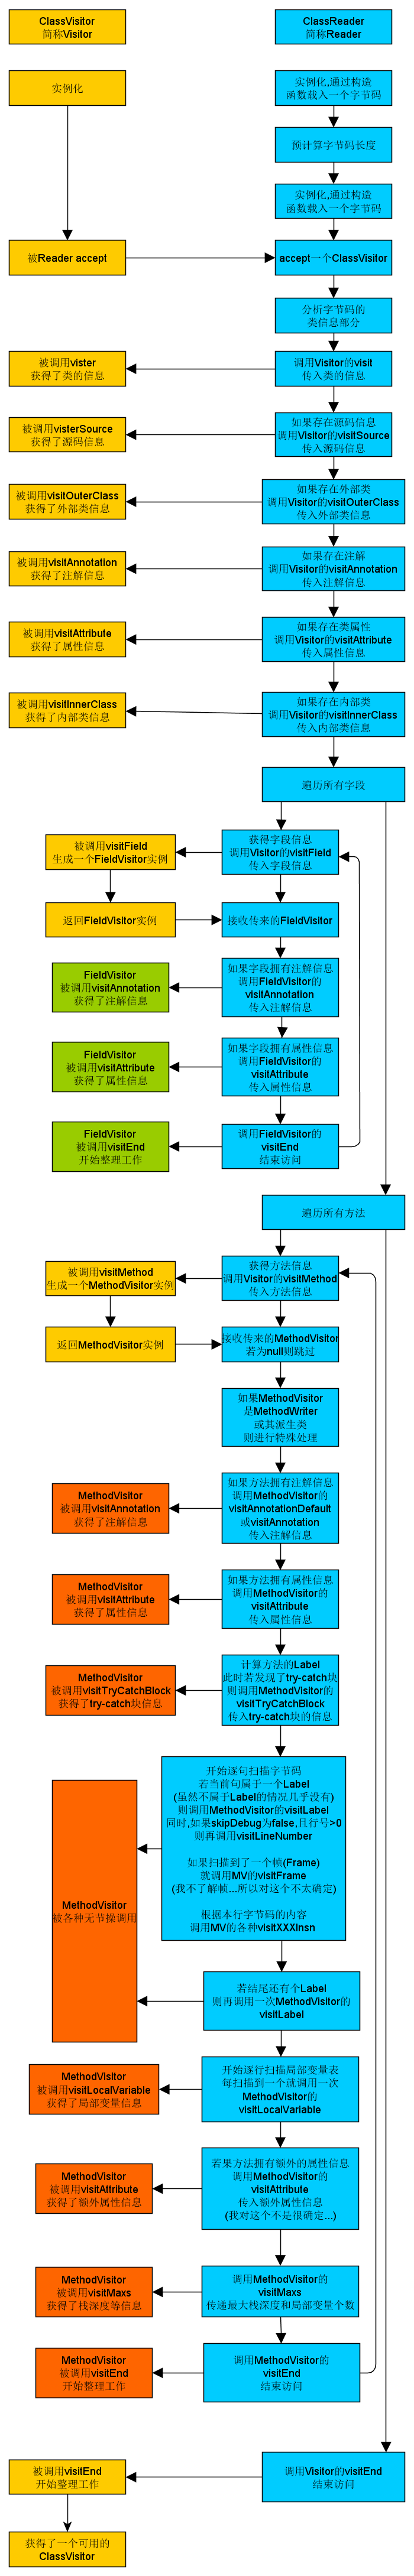 ClassVisitor
简称Visitor
ClassReader
简称Reader
实例化
实例化,通过构造
函数载入一个字节码
预计算字节码长度
实例化,通过构造
函数载入一个字节码
被Reader accept
accept一个ClassVisitor
分析字节码的
类信息部分
被调用vister
获得了类的信息
调用Visitor的visit
传入类的信息
被调用visterSource
获得了源码信息
如果存在源码信息
调用Visitor的visitSource
传入源码信息
被调用visitOuterClass
获得了外部类信息
如果存在外部类
调用Visitor的visitOuterClass
传入外部类信息
被调用visitAnnotation
获得了注解信息
如果存在注解
调用Visitor的visitAnnotation
传入注解信息
被调用visitAttribute
获得了属性信息
如果存在类属性
调用Visitor的visitAttribute
传入属性信息
被调用visitInnerClass
获得了内部类信息
如果存在内部类
调用Visitor的visitInnerClass
传入内部类信息
遍历所有字段
被调用visitField
生成一个FieldVisitor实例
获得字段信息
调用Visitor的visitField
传入字段信息
返回FieldVisitor实例
接收传来的FieldVisitor
FieldVisitor
被调用visitAnnotation
获得了注解信息
如果字段拥有注解信息
调用FieldVisitor的
visitAnnotation
传入注解信息
FieldVisitor
被调用visitAttribute
获得了属性信息
如果字段拥有属性信息
调用FieldVisitor的
visitAttribute
传入属性信息
FieldVisitor
被调用visitEnd
开始整理工作
调用FieldVisitor的
visitEnd
结束访问
遍历所有方法
被调用visitMethod
生成一个MethodVisitor实例
获得方法信息
调用Visitor的visitMethod
传入方法信息
返回MethodVisitor实例
接收传来的MethodVisitor
若为null则跳过
如果MethodVisitor
是MethodWriter
或其派生类
则进行特殊处理
MethodVisitor
被调用visitAnnotation
获得了注解信息
如果方法拥有注解信息
调用MethodVisitor的
visitAnnotationDefault
或visitAnnotation
传入注解信息
MethodVisitor
被调用visitAttribute
获得了属性信息
如果方法拥有属性信息
调用MethodVisitor的
visitAttribute
传入属性信息
MethodVisitor
被调用visitTryCatchBlock
获得了try-catch块信息
计算方法的Label
此时若发现了try-catch块
则调用MethodVisitor的
visitTryCatchBlock
传入try-catch块的信息
MethodVisitor
被各种无节操调用
开始逐句扫描字节码
若当前句属于一个Label
(虽然不属于Label的情况几乎没有)
则调用MethodVisitor的visitLabel
同时,如果skipDebug为false,且行号>0
则再调用visitLineNumber
如果扫描到了一个帧(Frame)
就调用MV的visitFrame
(我不了解帧...所以对这个不太确定)
根据本行字节码的内容
调用MV的各种visitXXXInsn
若结尾还有个Label
则再调用一次MethodVisitor的
visitLabel
MethodVisitor
被调用visitLocalVariable
获得了局部变量信息
开始逐行扫描局部变量表
每扫描到一个就调用一次
MethodVisitor的
visitLocalVariable
MethodVisitor
被调用visitAttribute
获得了额外属性信息
若果方法拥有额外的属性信息
调用MethodVisitor的
visitAttribute
传入额外属性信息
(我对这个不是很确定...)
MethodVisitor
被调用visitMaxs
获得了栈深度等信息
调用MethodVisitor的
visitMaxs
传递最大栈深度和局部变量个数
MethodVisitor
被调用visitEnd
开始整理工作
调用MethodVisitor的
visitEnd
结束访问
被调用visitEnd
开始整理工作
调用Visitor的visitEnd
结束访问
获得了一个可用的
ClassVisitor